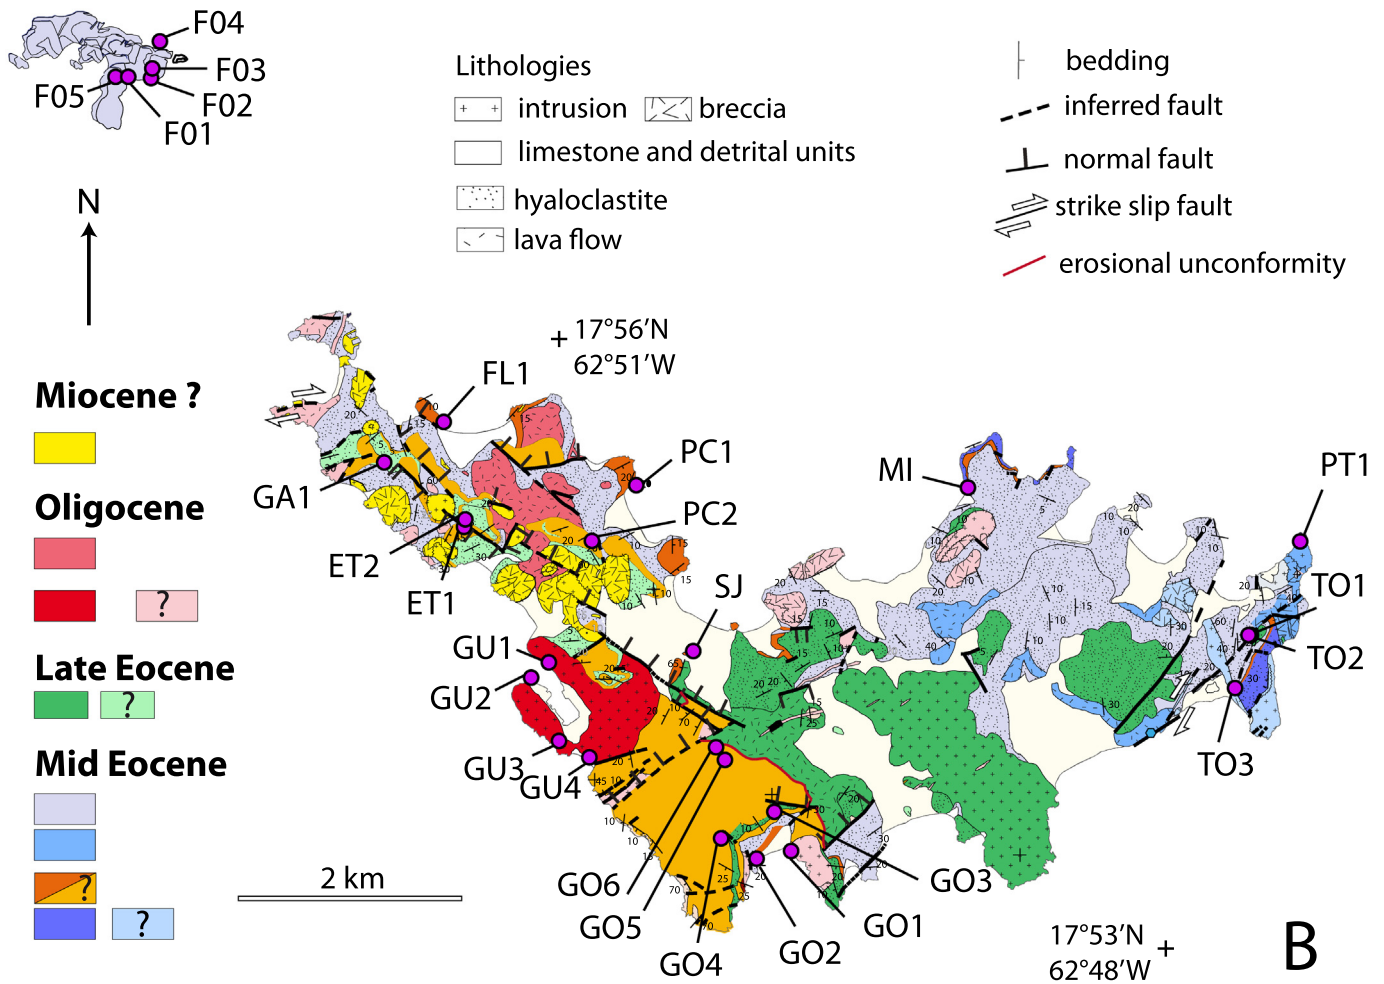 F04
F03
F05
F02
F01
N
Lithologies
intrusion
breccia
limestone and detrital units
hyaloclastite
lava flow
bedding
inferred fault
normal fault
strike slip fault
erosional unconformity
17°56'N
62°51'W
Miocene ?
Oligocene
?
Late Eocene
?
Mid Eocene
?
?
2 km
FL1
PC1
GA1
PC2
ET2
ET1
SJ
MI
PT1
TO1
TO2
TO3
GU1
GU2
GU3
GU4
GO6
GO5
GO4
GO2
GO1
GO3
17°53'N
62°48'W
B